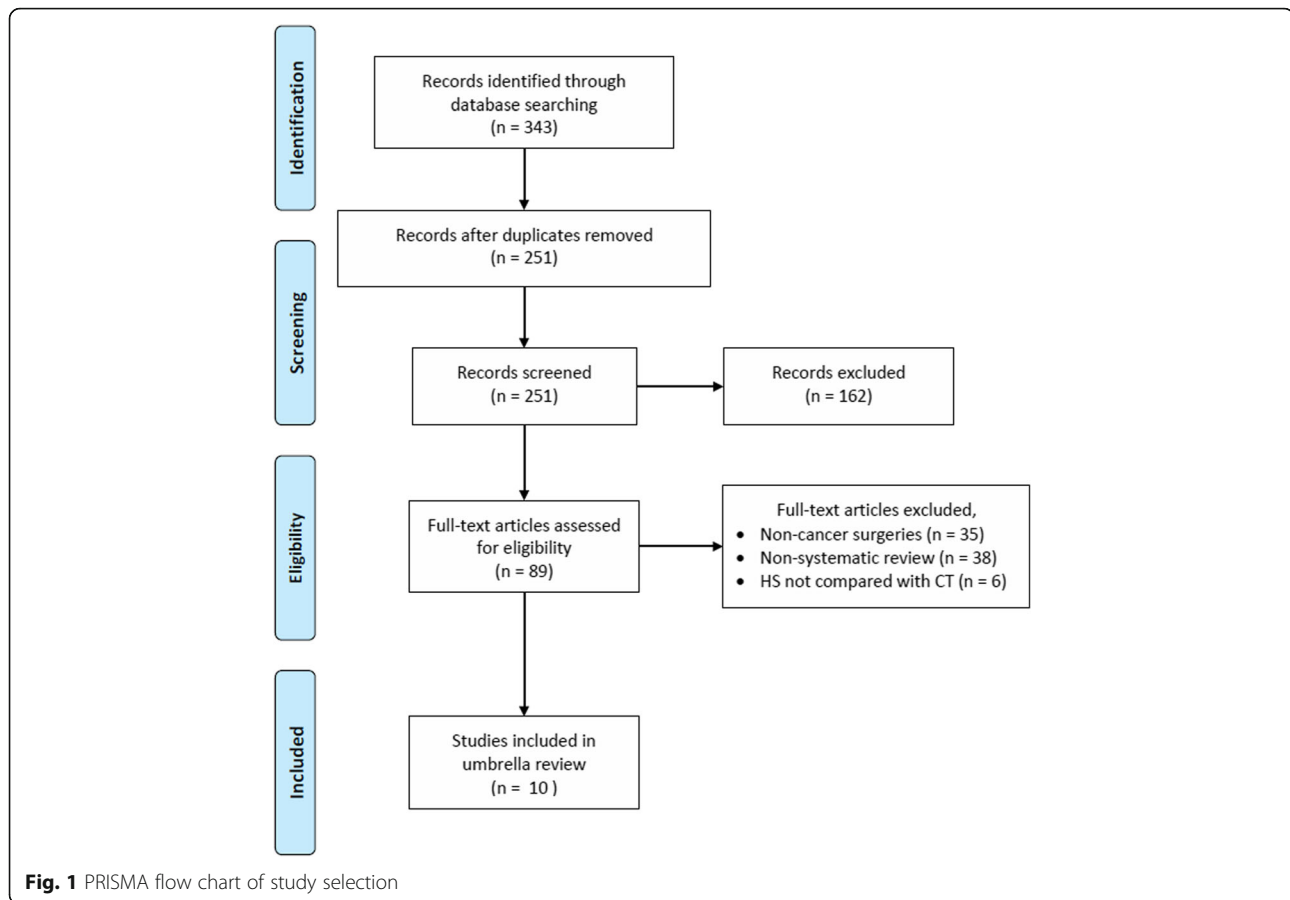 Identification
Records identified through
database searching
(n = 343)
Records after duplicates removed
(n = 251)
Screening
Records screened
(n = 251)
Records excluded
(n = 162)
Eligibility
Full-text articles assessed
for eligibility
(n = 89)
Full-text articles excluded,
• Non-cancer surgeries (n = 35)
• Non-systematic review (n = 38)
• HS not compared with CT (n = 6)
Included
Studies included in
umbrella review
(n = 10 )
Fig. 1 PRISMA flow chart of study selection